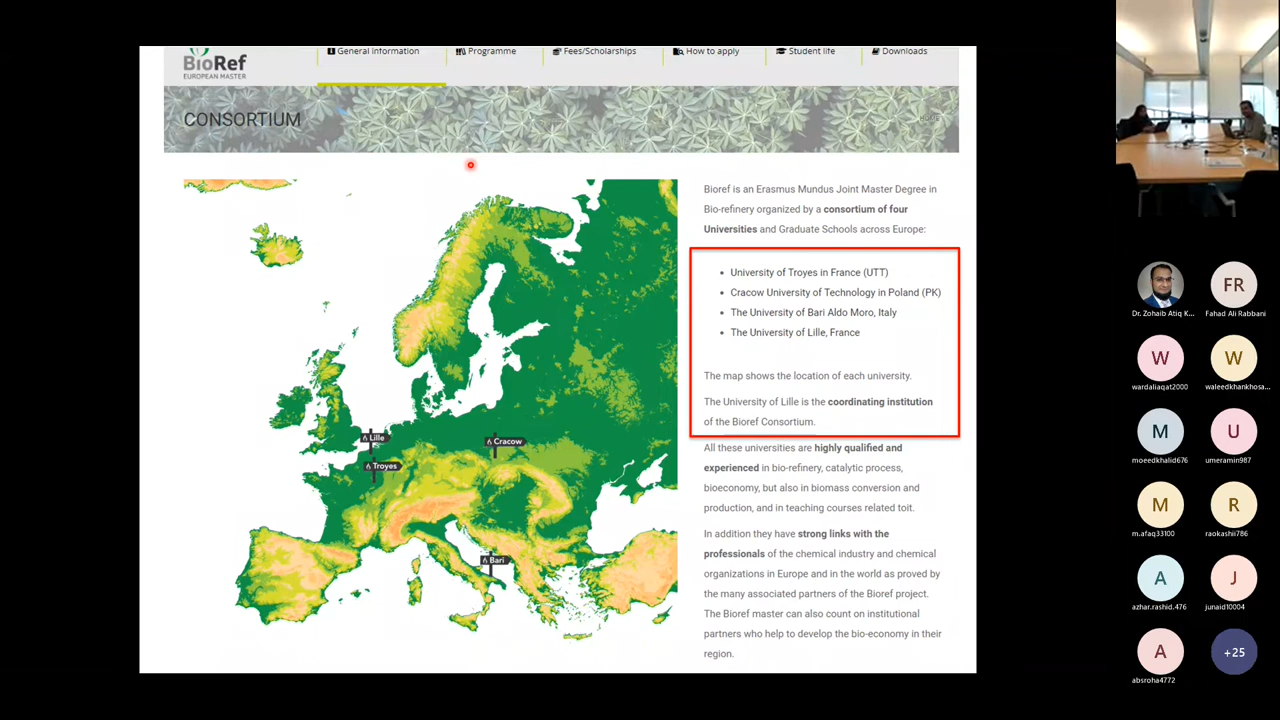 BioRef
EUROPEAN MASTER
General information
Programme
Fees/Scholarships
How to apply
Student life
Downloads
CONSORTIUM
Lille
Troyes
Cracow
Bari
Bioref is an Erasmus Mundus Joint Master Degree in
Bio-refinery organized by a consortium of four
Universities and Graduate Schools across Europe:
• University of Troyes in France (UTT)
• Cracow University of Technology in Poland (PK)
• The University of Bari Aldo Moro, Italy
• The University of Lille, France
The map shows the location of each university.
The University of Lille is the coordinating institution
of the Bioref Consortium.
All these universities are highly qualified and
experienced in bio-refinery, catalytic process,
bioeconomy, but also in biomass conversion and
production, and in teaching courses related toit.
In addition they have strong links with the
professionals of the chemical industry and chemical
organizations in Europe and in the world as proved by
the many associated partners of the Bioref project.
The Bioref master can also count on institutional
partners who help to develop the bio-economy in their
region.
Dr. Zohaib Atiq K...
FR
Fahad Ali Rabbani
W
wardaliaqat2000
W
waleedkhankhosa...
M
moeedkhalid676
U
umeramin987
M
m.afaq33100
R
raokashii786
A
azhar.rashid.476
J
junaid10004
A
absroha4772
+25